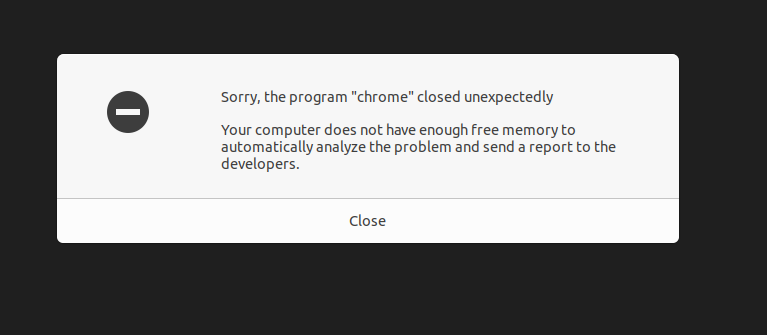 Sorry, the program "chrome" closed unexpectedly
Your computer does not have enough free memory to
automatically analyze the problem and send a report to the
developers.
Close